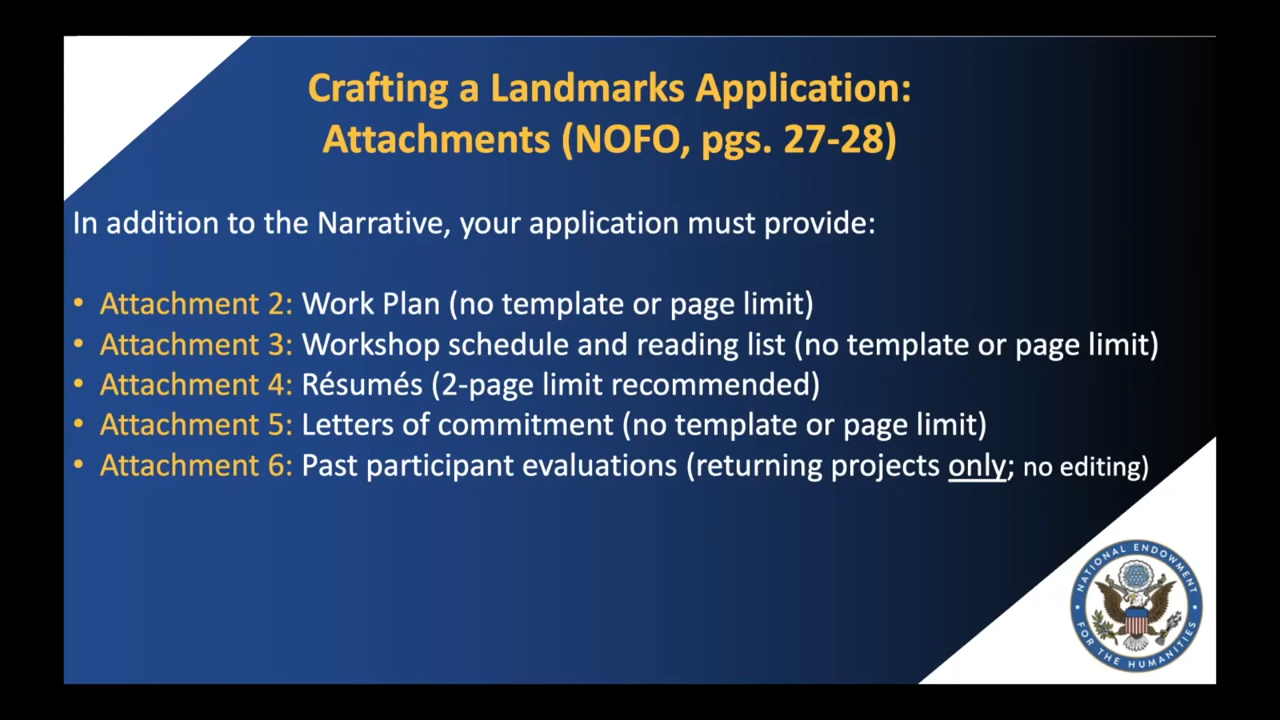 Crafting a Landmarks Application:
Attachments (NOFO, pgs. 27-28)
In addition to the Narrative, your application must provide:
• Attachment 2: Work Plan (no template or page limit)
• Attachment 3: Workshop schedule and reading list (no template or page limit)
• Attachment 4: Résumés (2-page limit recommended)
• Attachment 5: Letters of commitment (no template or page limit)
• Attachment 6: Past participant evaluations (returning projects only; no editing)
NATIONAL ENDOWMENT
FOR THE HUMANITIES